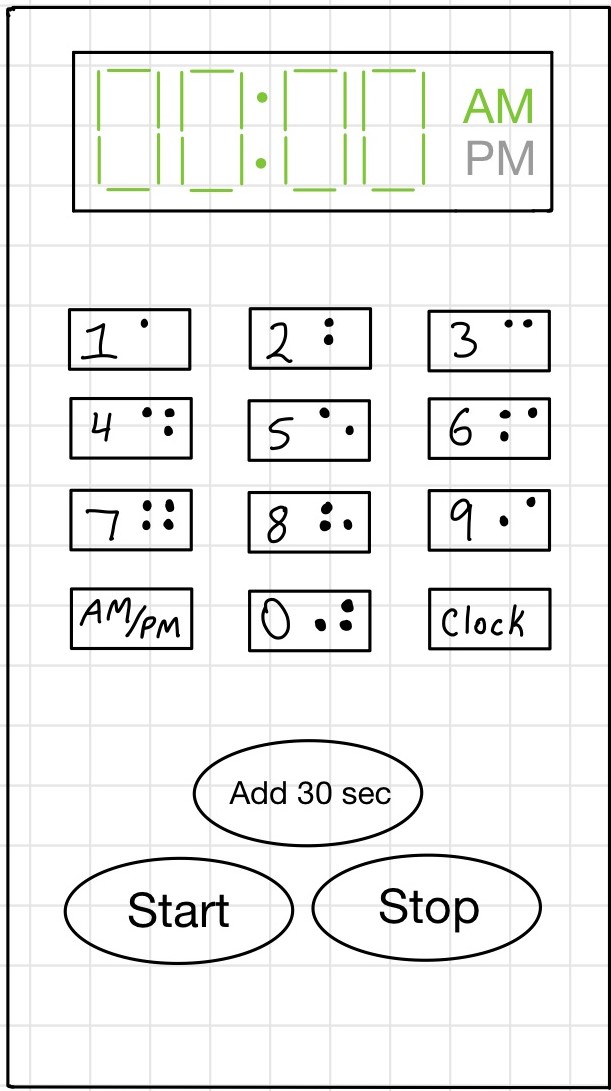 00:00 AM
PM
1 ⠁ 2 ⠃ 3 ⠉
4 ⠙ 5 ⠑ 6 ⠋
7 ⠛ 8 ⠓ 9 ⠊
AM/PM 0 ⠚ Clock
Add 30 sec
Start Stop